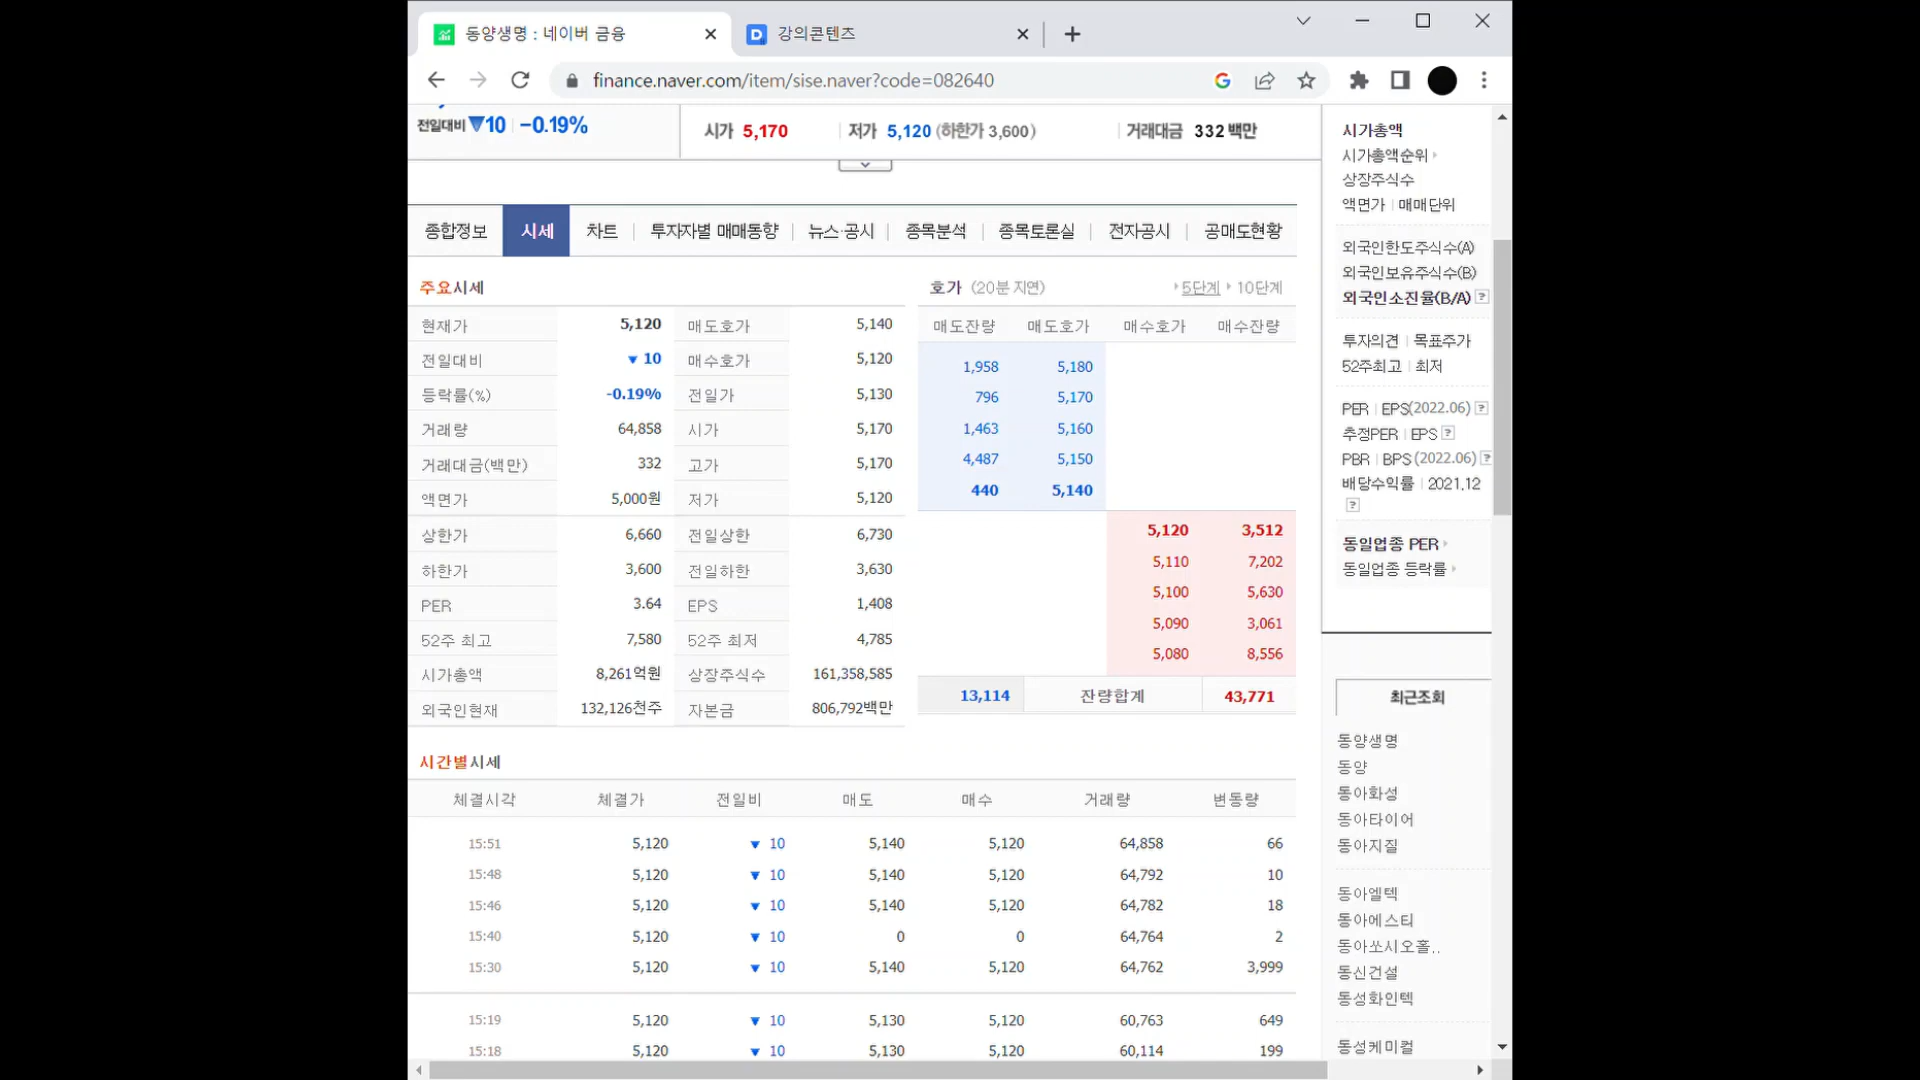 동양생명 : 네이버 금융
강의콘텐츠
finance.naver.com/item/sise.naver?code=082640
전일대비 ▼10 | -0.19%
시가 5,170 | 저가 5,120 (하한가 3,600) | 거래대금 332 백만
종합정보 시세 차트 투자자별 매매동향 뉴스·공시 종목분석 종목토론실 전자공시 공매도현황
주요시세
현재가 5,120 매도호가 5,140
전일대비 ▼ 10 매수호가 5,120
등락률(%) -0.19% 전일가 5,130
거래량 64,858 시가 5,170
거래대금(백만) 332 고가 5,170
액면가 5,000원 저가 5,120
상한가 6,660 전일상한 6,730
하한가 3,600 전일하한 3,630
PER 3.64 EPS 1,408
52주 최고 7,580 52주 최저 4,785
시가총액 8,261억원 상장주식수 161,358,585
외국인현재 132,126천주 자본금 806,792백만
호가 (20분 지연) 5단계 10단계
매도잔량 매도호가 매수호가 매수잔량
1,958 5,180
796 5,170
1,463 5,160
4,487 5,150
440 5,140
5,120 3,512
5,110 7,202
5,100 5,630
5,090 3,061
5,080 8,556
13,114 잔량합계 43,771
시간별시세
체결시각 체결가 전일비 매도 매수 거래량 변동량
15:51 5,120 ▼ 10 5,140 5,120 64,858 66
15:48 5,120 ▼ 10 5,140 5,120 64,792 10
15:46 5,120 ▼ 10 5,140 5,120 64,782 18
15:40 5,120 ▼ 10 0 0 64,764 2
15:30 5,120 ▼ 10 5,140 5,120 64,762 3,999
15:19 5,120 ▼ 10 5,130 5,120 60,763 649
15:18 5,120 ▼ 10 5,130 5,120 60,114 199
시가총액
시가총액순위
상장주식수
액면가 | 매매단위
외국인한도주식수(A)
외국인보유주식수(B)
외국인소진율(B/A) ?
투자의견 | 목표주가
52주최고 | 최저
PER | EPS(2022.06) ?
추정PER | EPS ?
PBR | BPS(2022.06) ?
배당수익률 | 2021.12
?
동일업종 PER
동일업종 등락률
최근조회
동양생명
동양
동아화성
동아타이어
동아지질
동아엘텍
동아에스티
동아쏘시오홀..
동신건설
동성화인텍
동성케미컬